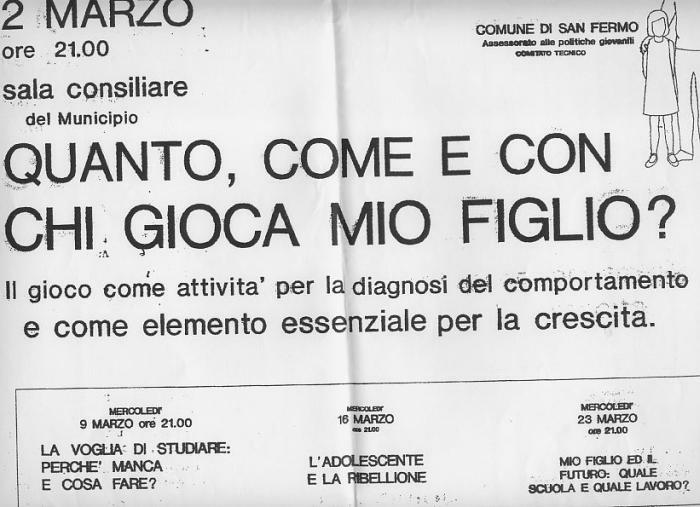 2 MARZO
ore 21.00
sala consiliare
del Municipio
COMUNE DI SAN FERMO
Assessorato alle politiche giovanili
COMITATO TECNICO
QUANTO, COME E CON
CHI GIOCA MIO FIGLIO?
Il gioco come attivita' per la diagnosi del comportamento
e come elemento essenziale per la crescita.
MERCOLEDI'
9 MARZO ore 21.00
LA VOGLIA DI STUDIARE:
PERCHE' MANCA
E COSA FARE?
MERCOLEDI'
16 MARZO
ore 21.00
L'ADOLESCENTE
E LA RIBELLIONE
MERCOLEDI'
23 MARZO
ore 21.00
MIO FIGLIO ED IL
FUTURO: QUALE
SCUOLA E QUALE LAVORO?